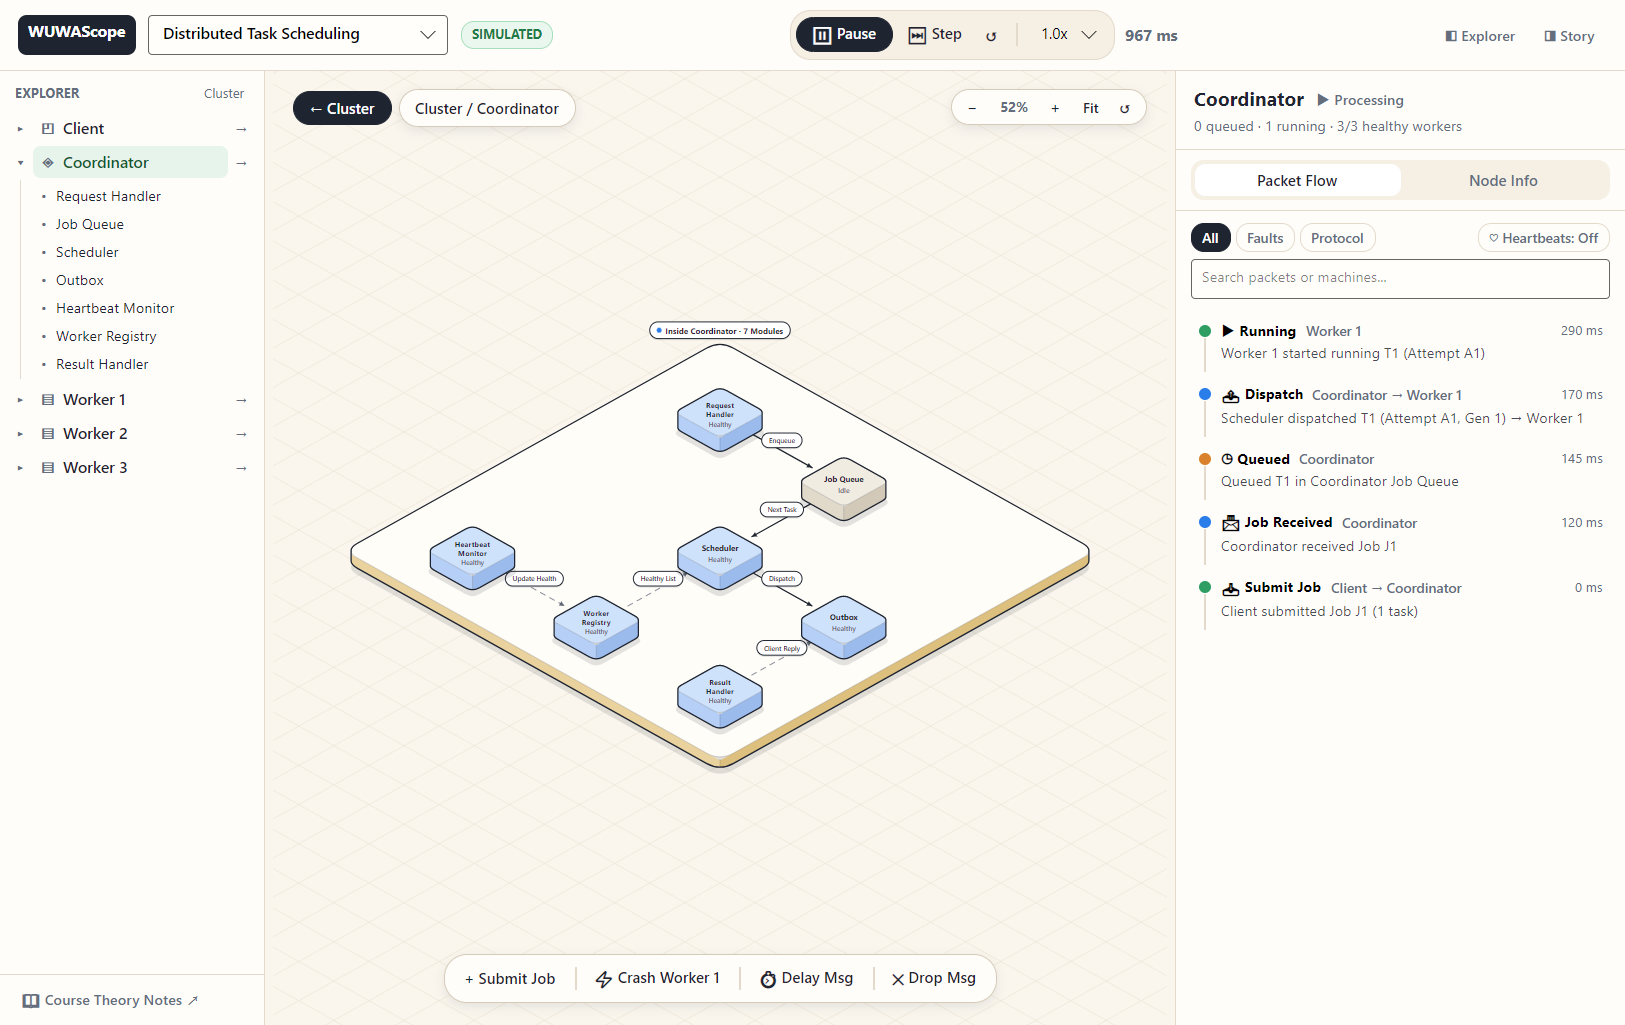 WUWAScope
Distributed Task Scheduling
SIMULATED
Pause
Step
↺
1.0x
967 ms
Explorer
Story
EXPLORER
Cluster
Client →
Coordinator →
• Request Handler
• Job Queue
• Scheduler
• Outbox
• Heartbeat Monitor
• Worker Registry
• Result Handler
Worker 1 →
Worker 2 →
Worker 3 →
Course Theory Notes ↗
← Cluster
Cluster / Coordinator
− 52% + Fit ↺
Inside Coordinator · 7 Modules
Request
Handler
Healthy
Enqueue
Job Queue
Idle
Next Task
Heartbeat
Monitor
Healthy
Scheduler
Healthy
Update Health
Healthy List
Dispatch
Worker
Registry
Healthy
Outbox
Healthy
Client Reply
Result
Handler
Healthy
+ Submit Job
Crash Worker 1
Delay Msg
Drop Msg
Coordinator ▶ Processing
0 queued · 1 running · 3/3 healthy workers
Packet Flow
Node Info
All
Faults
Protocol
♡ Heartbeats: Off
Search packets or machines...
▶ Running Worker 1 290 ms
Worker 1 started running T1 (Attempt A1)
Dispatch Coordinator → Worker 1 170 ms
Scheduler dispatched T1 (Attempt A1, Gen 1) → Worker 1
Queued Coordinator 145 ms
Queued T1 in Coordinator Job Queue
Job Received Coordinator 120 ms
Coordinator received Job J1
Submit Job Client → Coordinator 0 ms
Client submitted Job J1 (1 task)